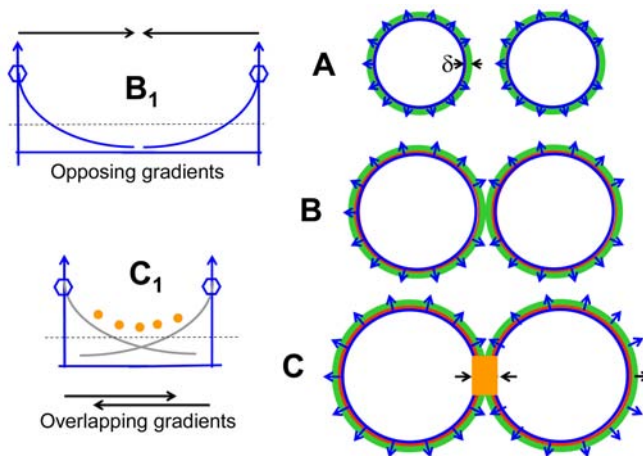 B1
Opposing gradients
C1
Overlapping gradients
A
δ
B
C